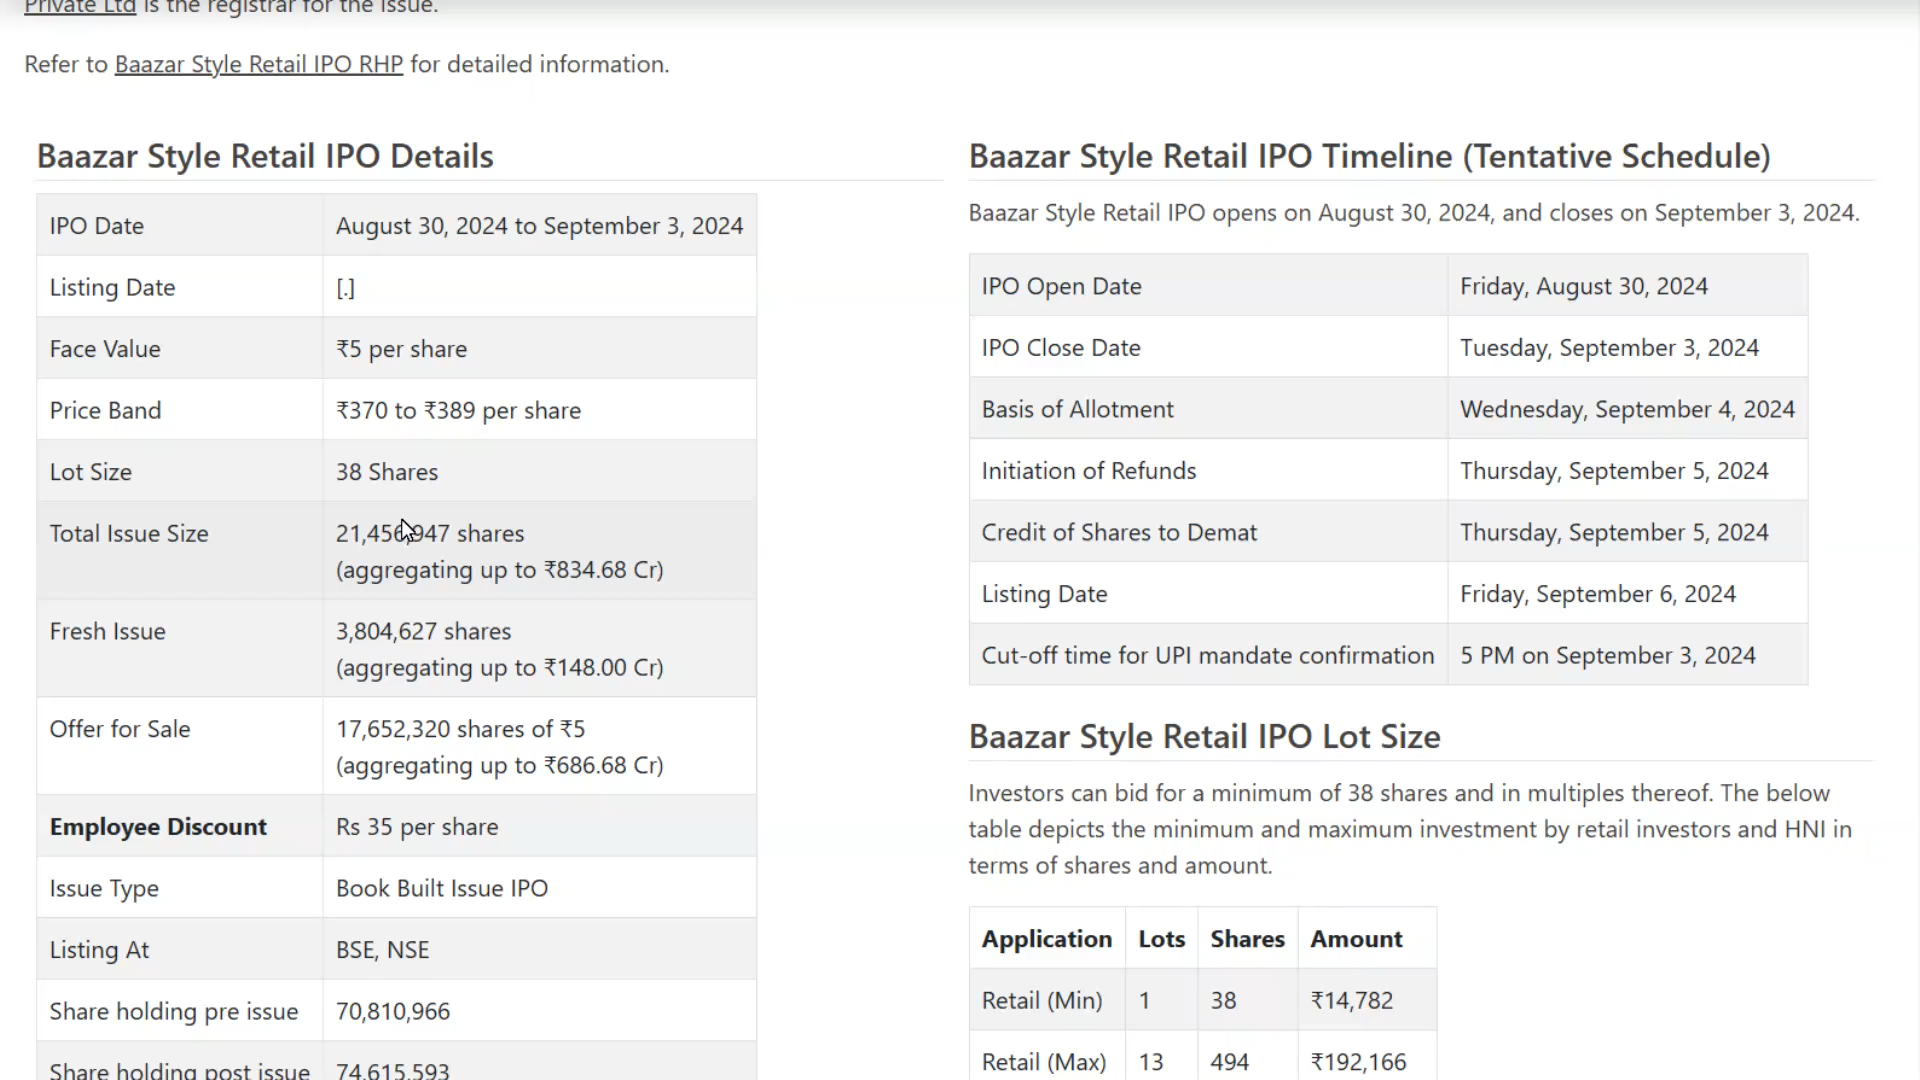 Private Ltd is the registrar for the issue.
Refer to Baazar Style Retail IPO RHP for detailed information.
Baazar Style Retail IPO Details
IPO Date August 30, 2024 to September 3, 2024
Listing Date [.]
Face Value ₹5 per share
Price Band ₹370 to ₹389 per share
Lot Size 38 Shares
Total Issue Size 21,456,947 shares
(aggregating up to ₹834.68 Cr)
Fresh Issue 3,804,627 shares
(aggregating up to ₹148.00 Cr)
Offer for Sale 17,652,320 shares of ₹5
(aggregating up to ₹686.68 Cr)
Employee Discount Rs 35 per share
Issue Type Book Built Issue IPO
Listing At BSE, NSE
Share holding pre issue 70,810,966
Share holding post issue 74,615,593
Baazar Style Retail IPO Timeline (Tentative Schedule)
Baazar Style Retail IPO opens on August 30, 2024, and closes on September 3, 2024.
IPO Open Date Friday, August 30, 2024
IPO Close Date Tuesday, September 3, 2024
Basis of Allotment Wednesday, September 4, 2024
Initiation of Refunds Thursday, September 5, 2024
Credit of Shares to Demat Thursday, September 5, 2024
Listing Date Friday, September 6, 2024
Cut-off time for UPI mandate confirmation 5 PM on September 3, 2024
Baazar Style Retail IPO Lot Size
Investors can bid for a minimum of 38 shares and in multiples thereof. The below
table depicts the minimum and maximum investment by retail investors and HNI in
terms of shares and amount.
Application Lots Shares Amount
Retail (Min) 1 38 ₹14,782
Retail (Max) 13 494 ₹192,166